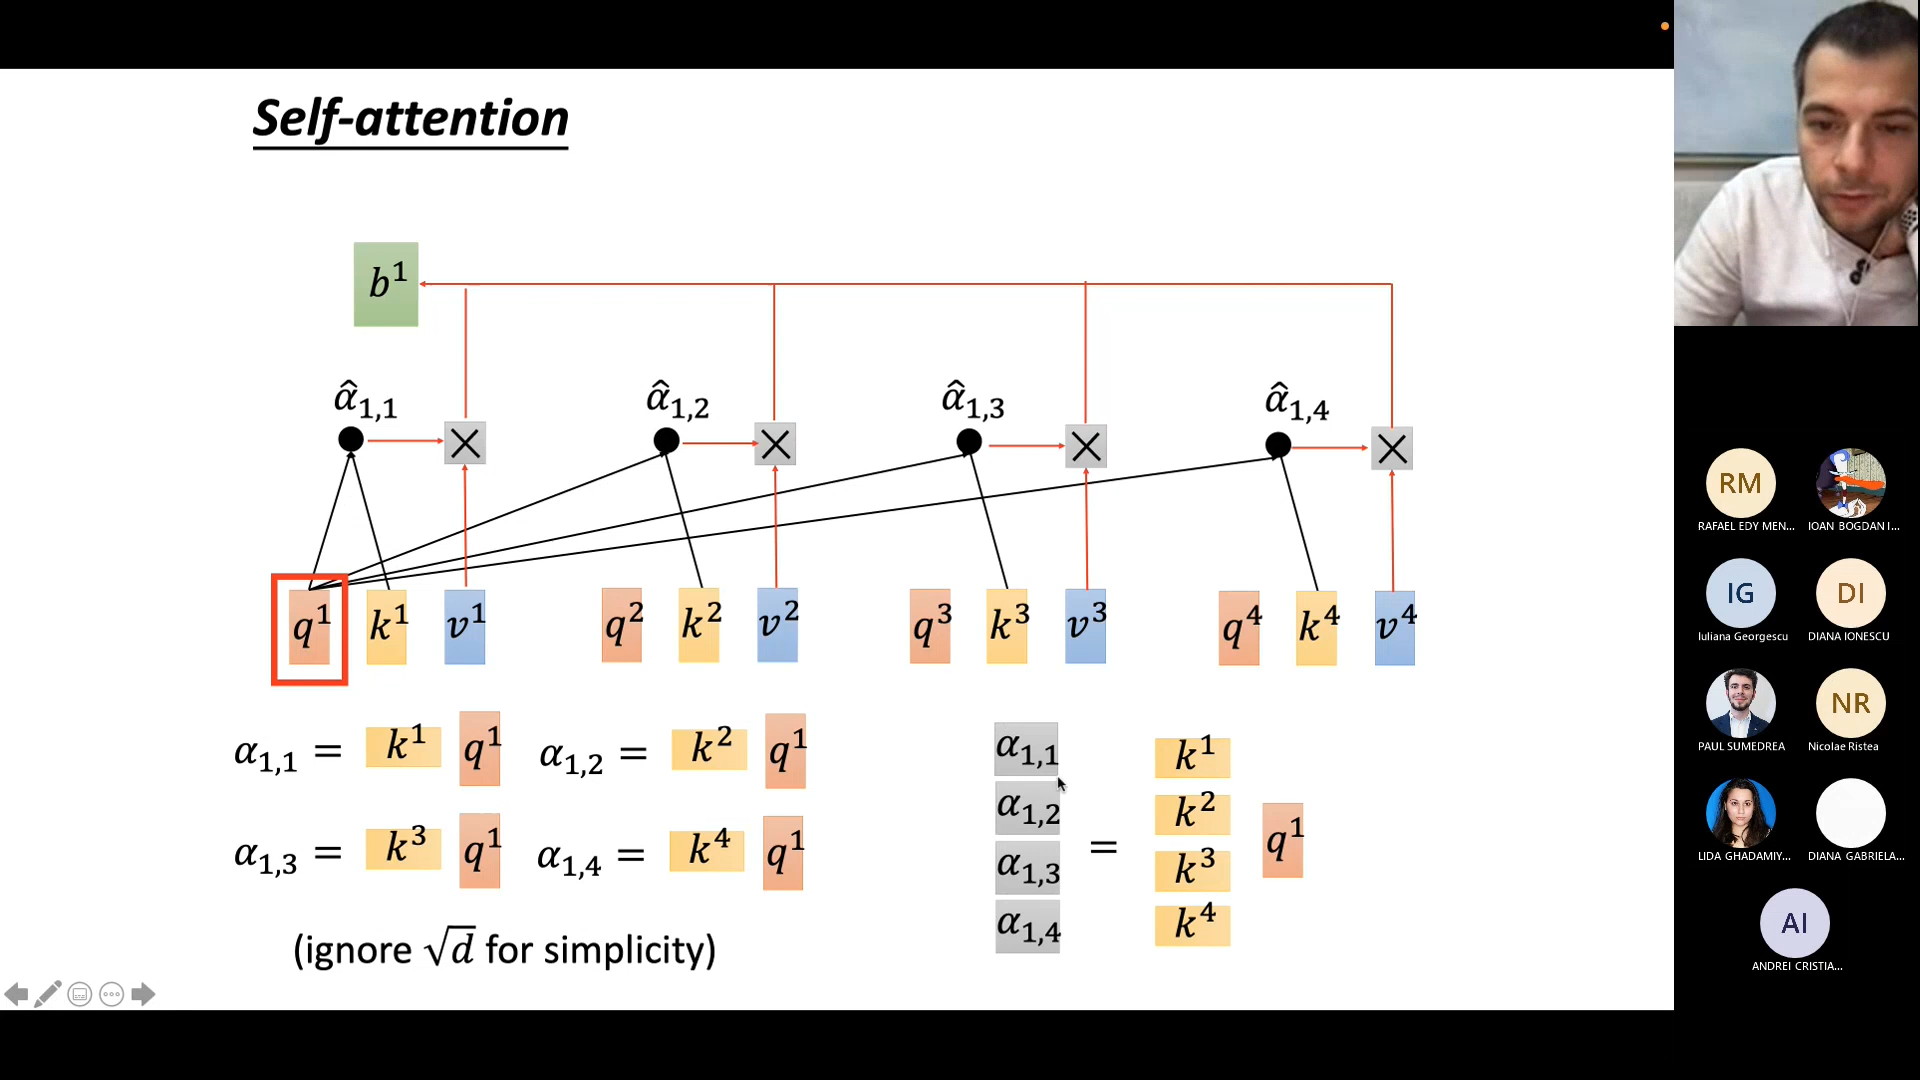 Self-attention
b¹
α̂₁,₁ α̂₁,₂ α̂₁,₃ α̂₁,₄
× × × ×
q¹ k¹ v¹ q² k² v² q³ k³ v³ q⁴ k⁴ v⁴
α₁,₁ = k¹ q¹ α₁,₂ = k² q¹
α₁,₃ = k³ q¹ α₁,₄ = k⁴ q¹
(ignore √d for simplicity)
α₁,₁
α₁,₂
α₁,₃
α₁,₄
=
k¹
k²
k³
k⁴
q¹
RM
RAFAEL EDY MEN...
IOAN BOGDAN I...
IG
Iuliana Georgescu
DI
DIANA IONESCU
PAUL SUMEDREA
NR
Nicolae Ristea
LIDA GHADAMIY...
DIANA GABRIELA...
AI
ANDREI CRISTIA...